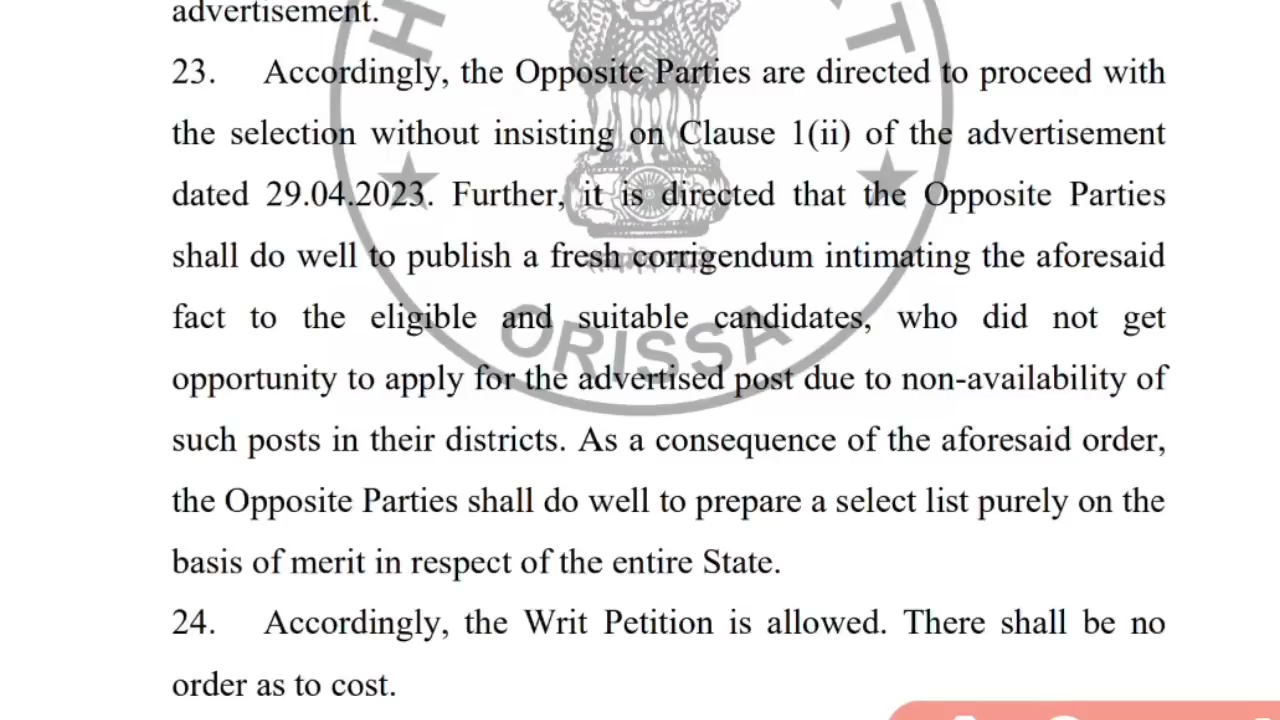 advertisement.
23. Accordingly, the Opposite Parties are directed to proceed with
the selection without insisting on Clause 1(ii) of the advertisement
dated 29.04.2023. Further, it is directed that the Opposite Parties
shall do well to publish a fresh corrigendum intimating the aforesaid
fact to the eligible and suitable candidates, who did not get
opportunity to apply for the advertised post due to non-availability of
such posts in their districts. As a consequence of the aforesaid order,
the Opposite Parties shall do well to prepare a select list purely on the
basis of merit in respect of the entire State.
24. Accordingly, the Writ Petition is allowed. There shall be no
order as to cost.
H
T
ORISSA